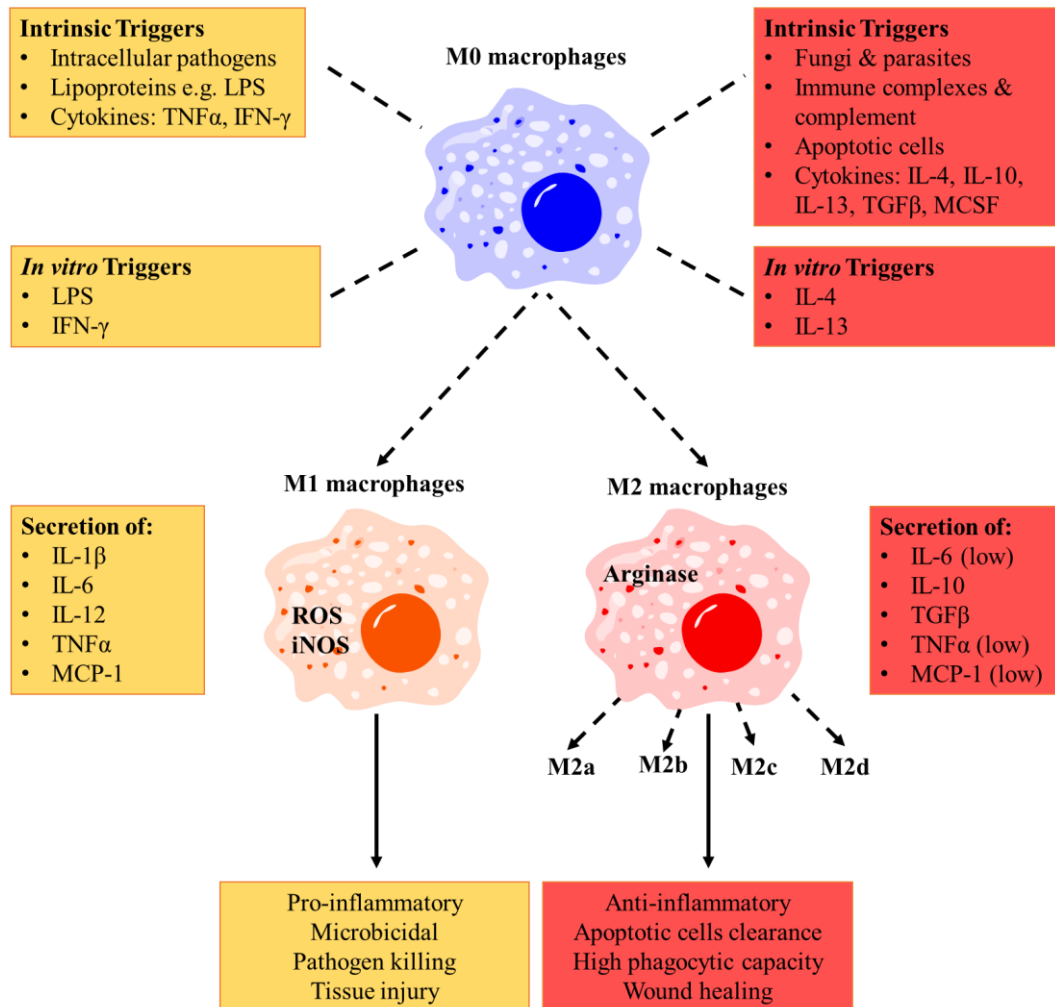 Intrinsic Triggers
• Intracellular pathogens
• Lipoproteins e.g. LPS
• Cytokines: TNFα, IFN-γ
M0 macrophages
Intrinsic Triggers
• Fungi & parasites
• Immune complexes &
complement
• Apoptotic cells
• Cytokines: IL-4, IL-10,
IL-13, TGFβ, MCSF
In vitro Triggers
• LPS
• IFN-γ
In vitro Triggers
• IL-4
• IL-13
M1 macrophages
M2 macrophages
Secretion of:
• IL-1β
• IL-6
• IL-12
• TNFα
• MCP-1
ROS
iNOS
Arginase
Secretion of:
• IL-6 (low)
• IL-10
• TGFβ
• TNFα (low)
• MCP-1 (low)
M2a
M2b
M2c
M2d
Pro-inflammatory
Microbicidal
Pathogen killing
Tissue injury
Anti-inflammatory
Apoptotic cells clearance
High phagocytic capacity
Wound healing